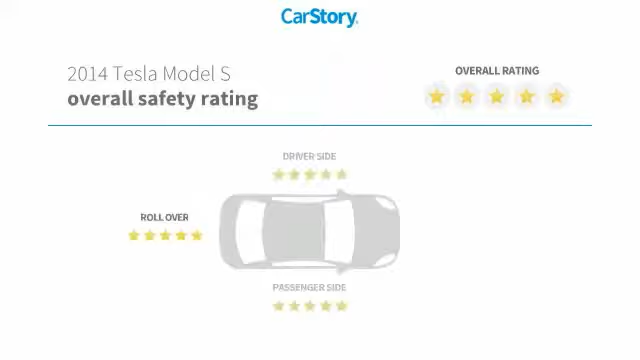 CarStory.
2014 Tesla Model S
overall safety rating
OVERALL RATING
DRIVER SIDE
ROLL OVER
PASSENGER SIDE